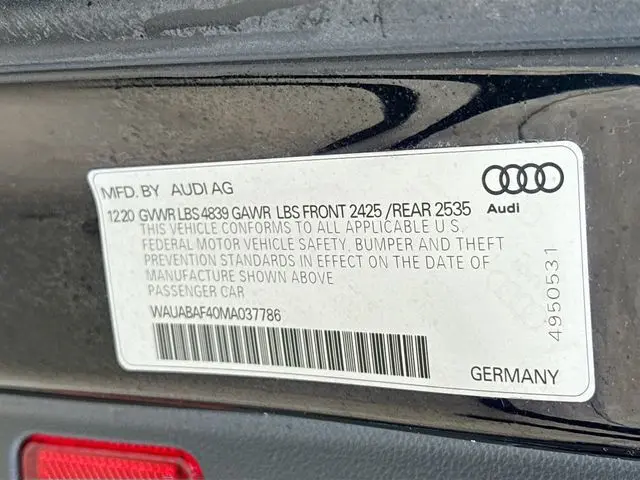 MFD. BY AUDI AG
12.20 GVWR LBS 4839 GAWR LBS FRONT 2425 / REAR 2535
THIS VEHICLE CONFORMS TO ALL APPLICABLE U.S.
FEDERAL MOTOR VEHICLE SAFETY, BUMPER AND THEFT
PREVENTION STANDARDS IN EFFECT ON THE DATE OF
MANUFACTURE SHOWN ABOVE
PASSENGER CAR
WAUABAF40MA037786
Audi
4950531
GERMANY